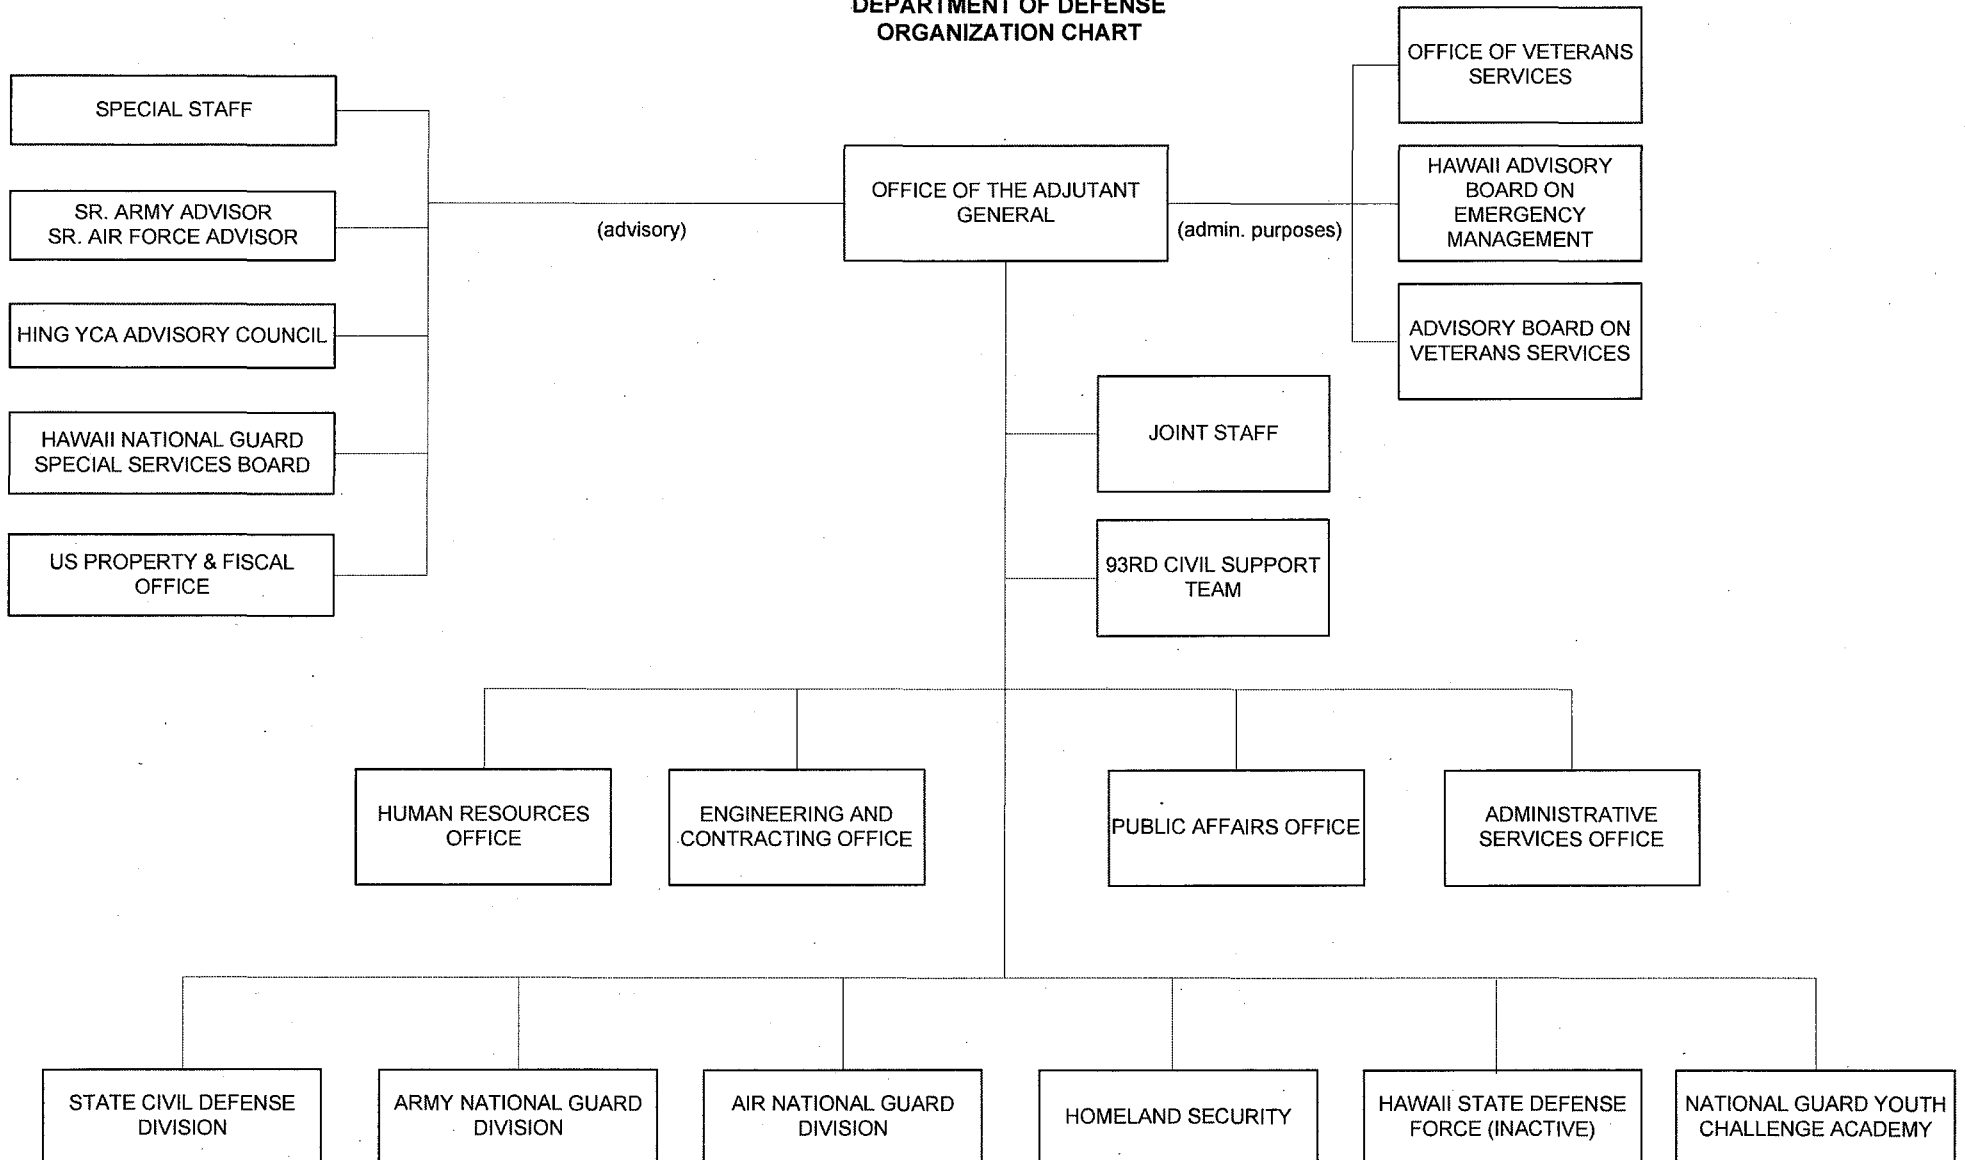 DEPARTMENT OF DEFENSE
ORGANIZATION CHART
OFFICE OF VETERANS
SERVICES
SPECIAL STAFF
HAWAII ADVISORY
BOARD ON
EMERGENCY
MANAGEMENT
OFFICE OF THE ADJUTANT
GENERAL
SR. ARMY ADVISOR
SR. AIR FORCE ADVISOR
(advisory)
(admin. purposes)
HING YCA ADVISORY COUNCIL
ADVISORY BOARD ON
VETERANS SERVICES
JOINT STAFF
HAWAII NATIONAL GUARD
SPECIAL SERVICES BOARD
US PROPERTY & FISCAL
OFFICE
93RD CIVIL SUPPORT
TEAM
HUMAN RESOURCES
OFFICE
ENGINEERING AND
CONTRACTING OFFICE
PUBLIC AFFAIRS OFFICE
ADMINISTRATIVE
SERVICES OFFICE
STATE CIVIL DEFENSE
DIVISION
ARMY NATIONAL GUARD
DIVISION
AIR NATIONAL GUARD
DIVISION
HOMELAND SECURITY
HAWAII STATE DEFENSE
FORCE (INACTIVE)
NATIONAL GUARD YOUTH
CHALLENGE ACADEMY